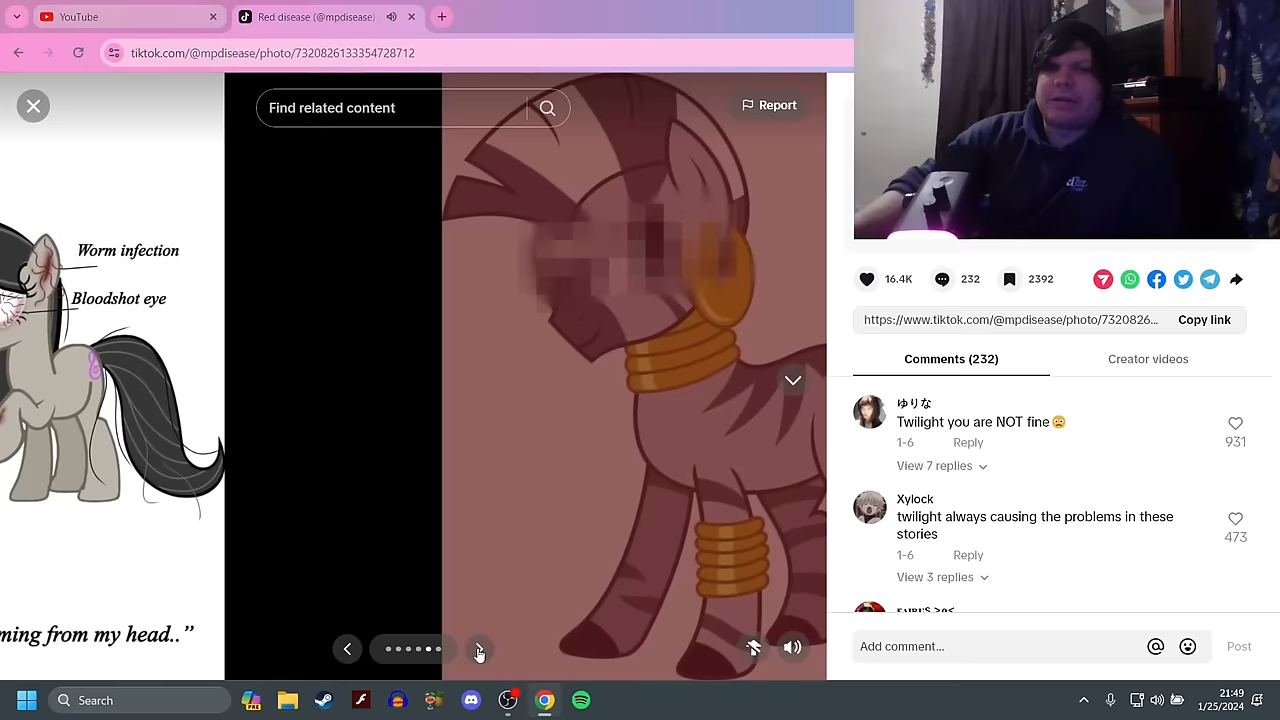 YouTube
Red disease (@mpdisease)
tiktok.com/@mpdisease/photo/7320826133354728712
Find related content
Report
Worm infection
Bloodshot eye
ming from my head..”
16.4K
232
2392
https://www.tiktok.com/@mpdisease/photo/7320826...
Copy link
Comments (232)
Creator videos
ゆりな
Twilight you are NOT fine
1-6
Reply
931
View 7 replies
Xylock
twilight always causing the problems in these
stories
473
1-6
Reply
View 3 replies
Add comment...
Post
Search
PRE
21:49
1/25/2024